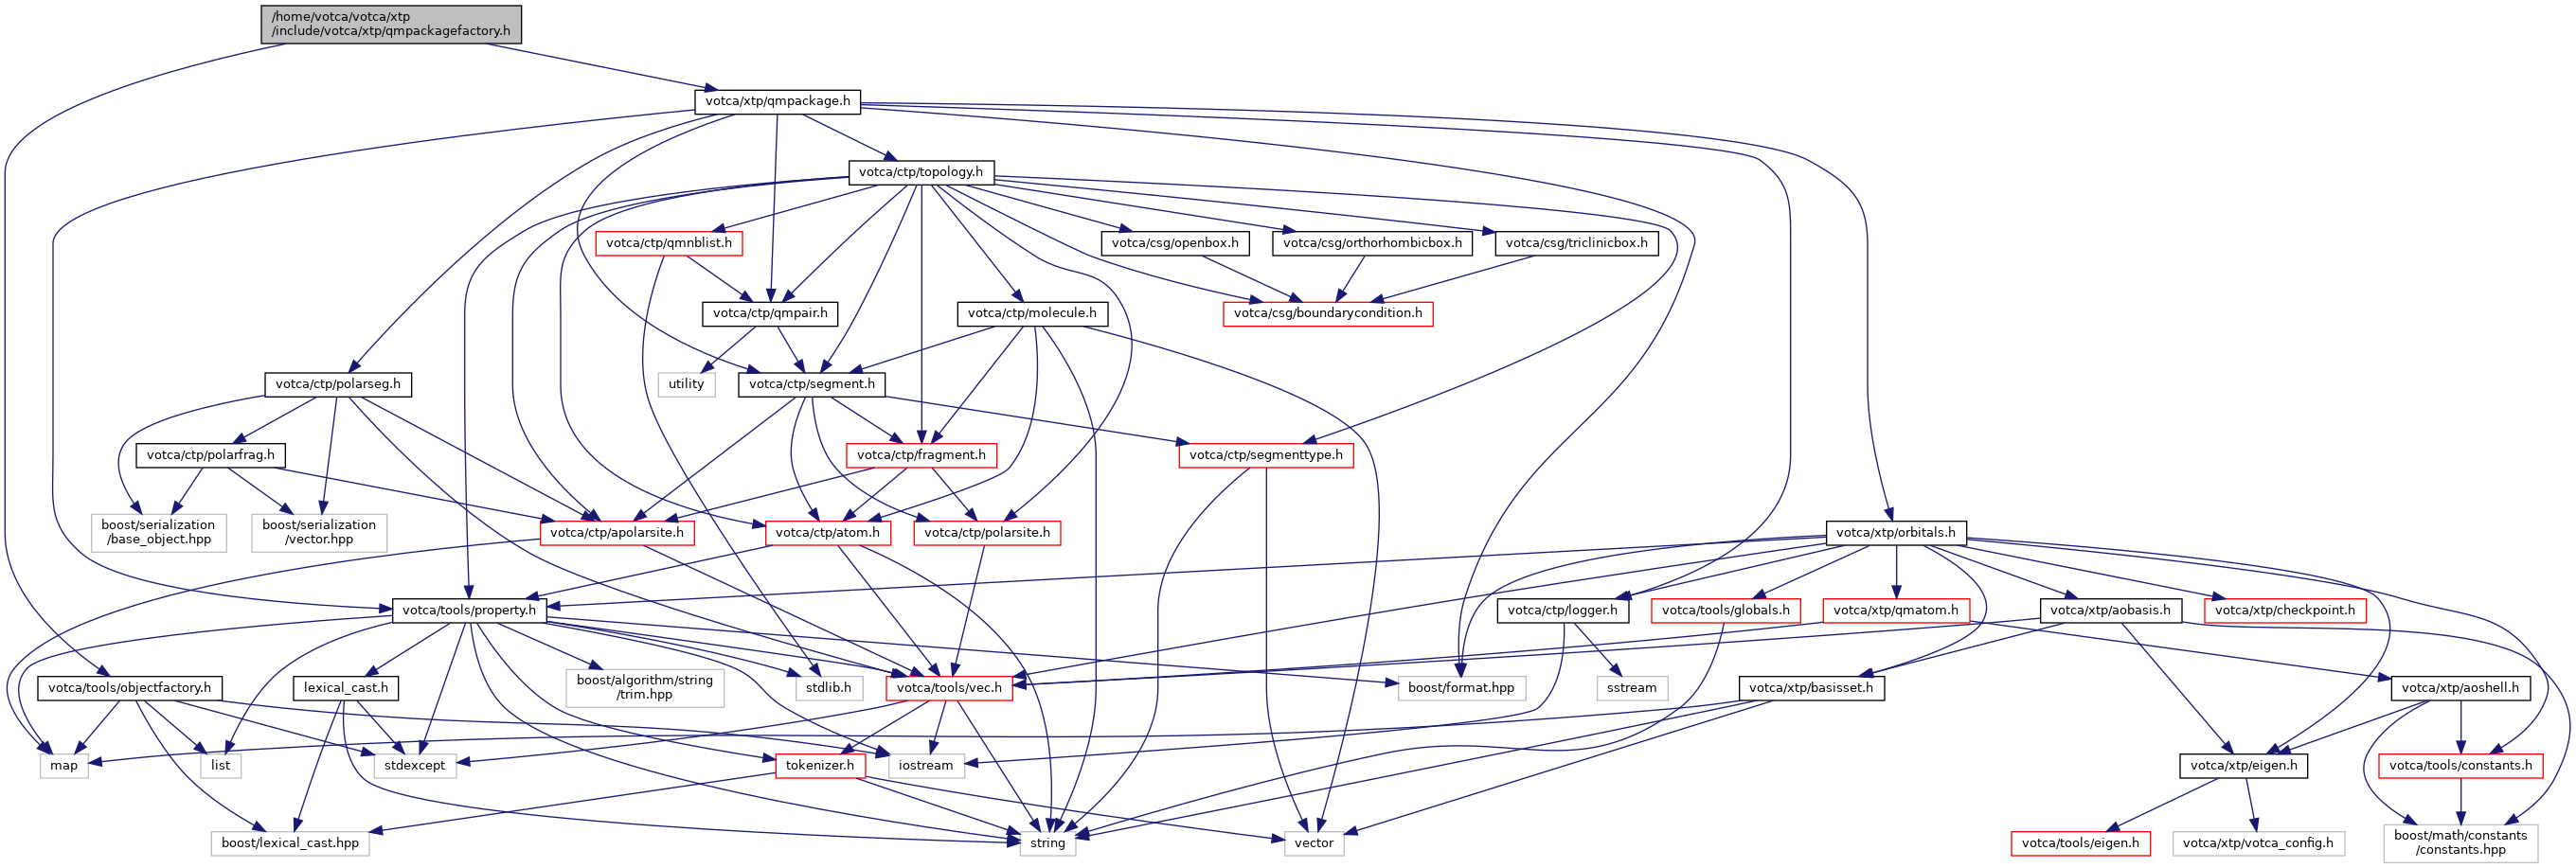 /home/votca/votca/xtp
/include/votca/xtp/qmpackagefactory.h
votca/xtp/qmpackage.h
votca/ctp/topology.h
votca/ctp/qmnblist.h
votca/csg/openbox.h
votca/csg/orthorhombicbox.h
votca/csg/triclinicbox.h
votca/ctp/qmpair.h
votca/ctp/molecule.h
votca/csg/boundarycondition.h
votca/ctp/polarseg.h
utility
votca/ctp/segment.h
votca/ctp/polarfrag.h
votca/ctp/fragment.h
votca/ctp/segmenttype.h
boost/serialization
/base_object.hpp
boost/serialization
/vector.hpp
votca/ctp/apolarsite.h
votca/ctp/atom.h
votca/ctp/polarsite.h
votca/xtp/orbitals.h
votca/tools/property.h
votca/ctp/logger.h
votca/tools/globals.h
votca/xtp/qmatom.h
votca/xtp/aobasis.h
votca/xtp/checkpoint.h
votca/tools/objectfactory.h
lexical_cast.h
boost/algorithm/string
/trim.hpp
stdlib.h
votca/tools/vec.h
boost/format.hpp
sstream
votca/xtp/basisset.h
votca/xtp/aoshell.h
map
list
stdexcept
tokenizer.h
iostream
votca/xtp/eigen.h
votca/tools/constants.h
boost/lexical_cast.hpp
string
vector
votca/tools/eigen.h
votca/xtp/votca_config.h
boost/math/constants
/constants.hpp